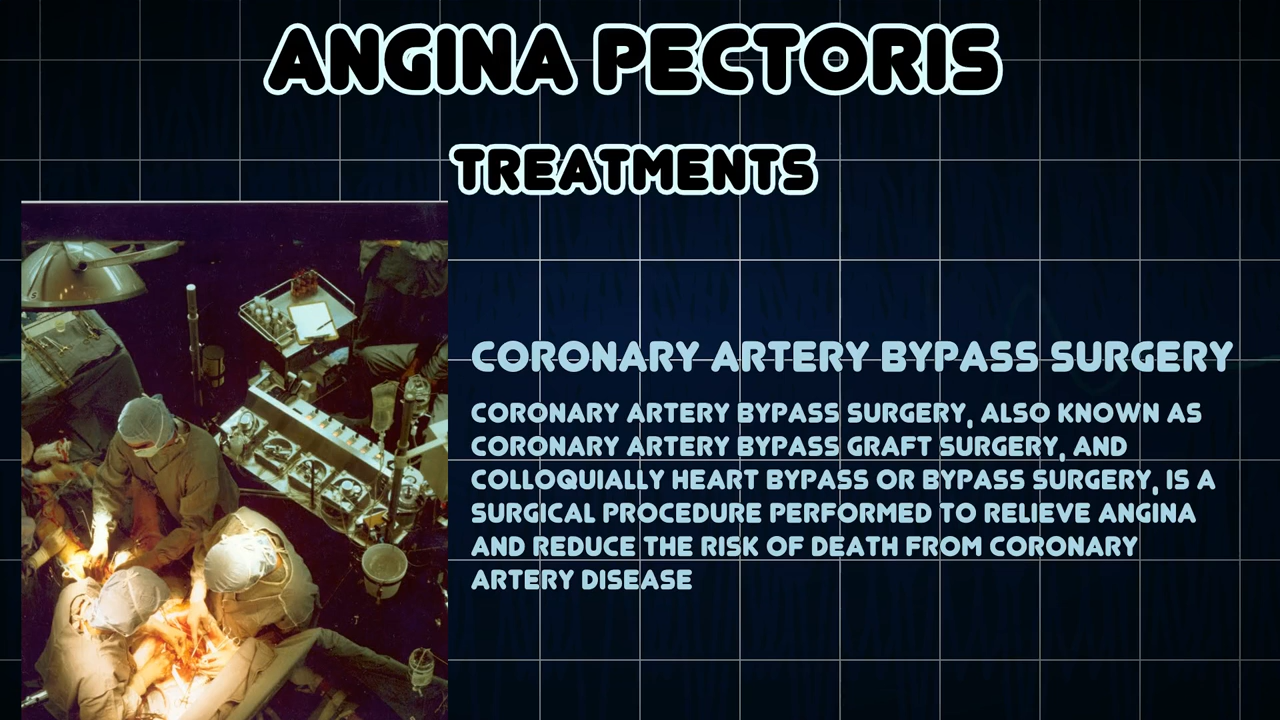 ANGINA PECTORIS
TREATMENTS
CORONARY ARTERY BYPASS SURGERY
CORONARY ARTERY BYPASS SURGERY, ALSO KNOWN AS
CORONARY ARTERY BYPASS GRAFT SURGERY, AND
COLLOQUIALLY HEART BYPASS OR BYPASS SURGERY, IS A
SURGICAL PROCEDURE PERFORMED TO RELIEVE ANGINA
AND REDUCE THE RISK OF DEATH FROM CORONARY
ARTERY DISEASE